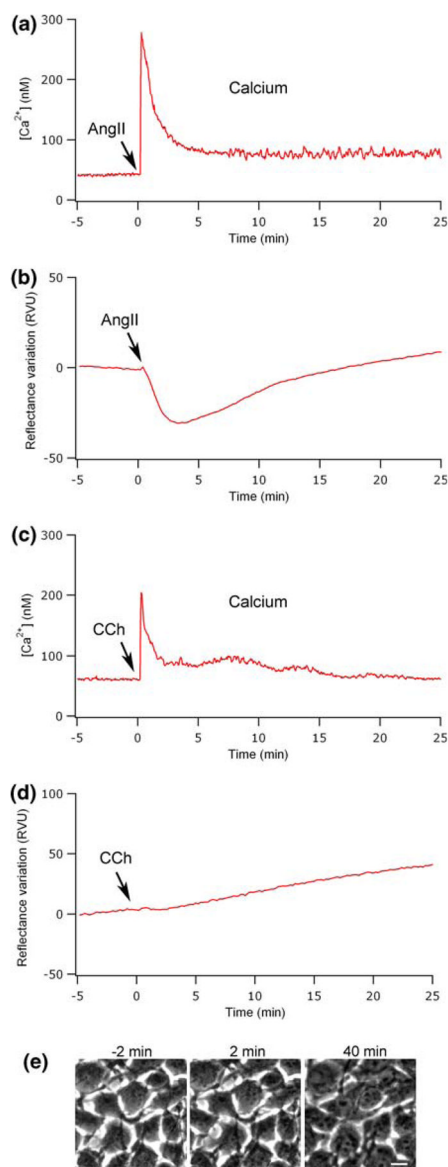 (a)
300
200
100
0
[Ca2+] (nM)
AngII
Calcium
-5 0 5 10 15 20 25
Time (min)
(b)
50
0
-50
Reflectance variation (RVU)
AngII
-5 0 5 10 15 20 25
Time (min)
(c)
300
200
100
0
[Ca2+] (nM)
CCh
Calcium
-5 0 5 10 15 20 25
Time (min)
(d)
100
50
0
-50
Reflectance variation (RVU)
CCh
-5 0 5 10 15 20 25
Time (min)
(e)
-2 min 2 min 40 min